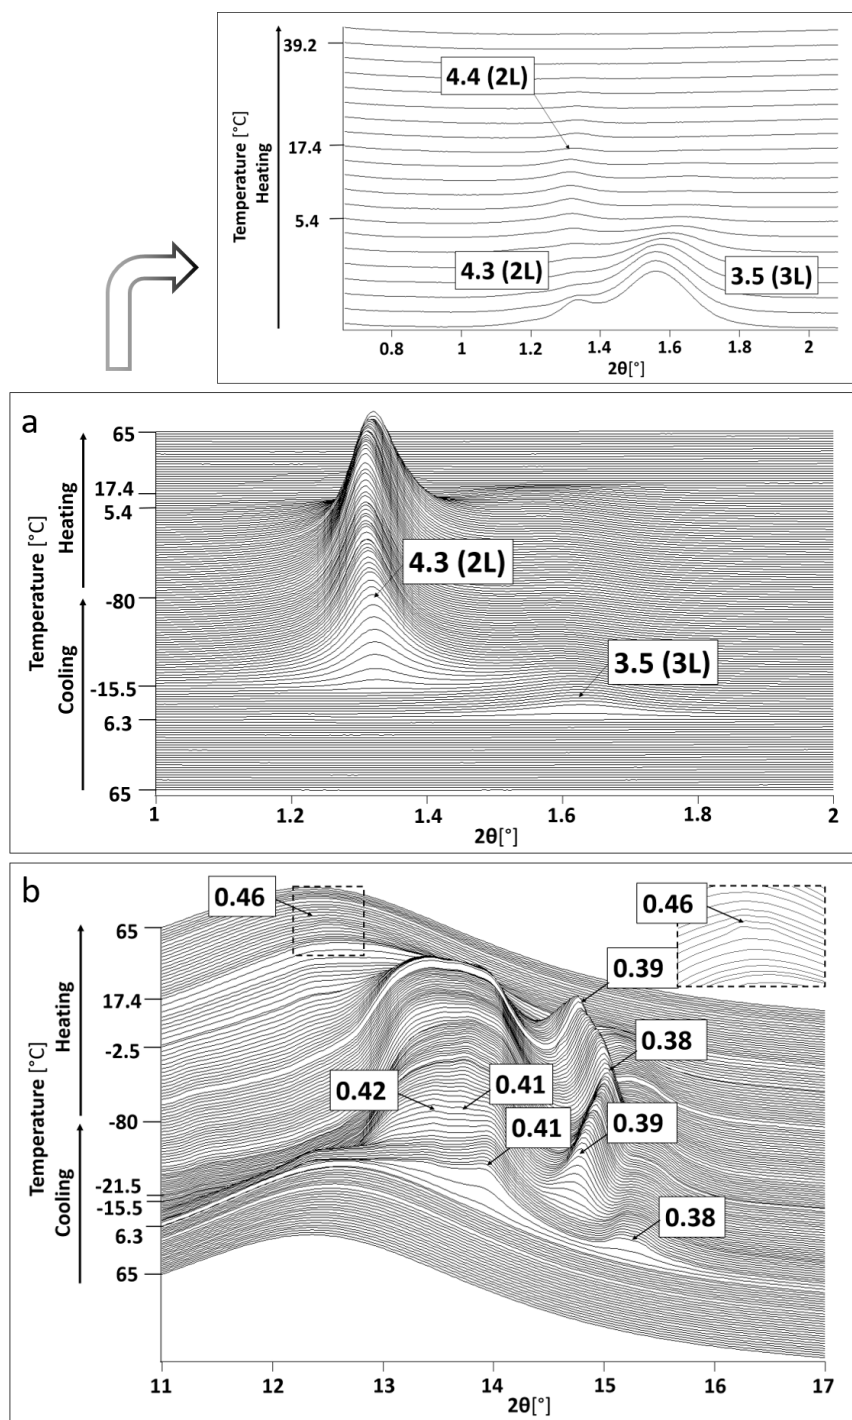 39.2
4.4 (2L)
Temperature [°C]
Heating
17.4
5.4
4.3 (2L)
3.5 (3L)
0.8 1 1.2 1.4 1.6 1.8 2
2θ[°]
a
65
17.4
5.4
Heating
4.3 (2L)
Temperature [°C]
-80
3.5 (3L)
Cooling
-15.5
6.3
65
1 1.2 1.4 1.6 1.8 2
2θ[°]
b
0.46
0.46
65
0.39
17.4
Heating
0.38
-2.5
Temperature [°C]
0.42
0.41
0.39
-80
0.41
Cooling
-21.5
-15.5
0.38
6.3
65
11 12 13 14 15 16 17
2θ[°]